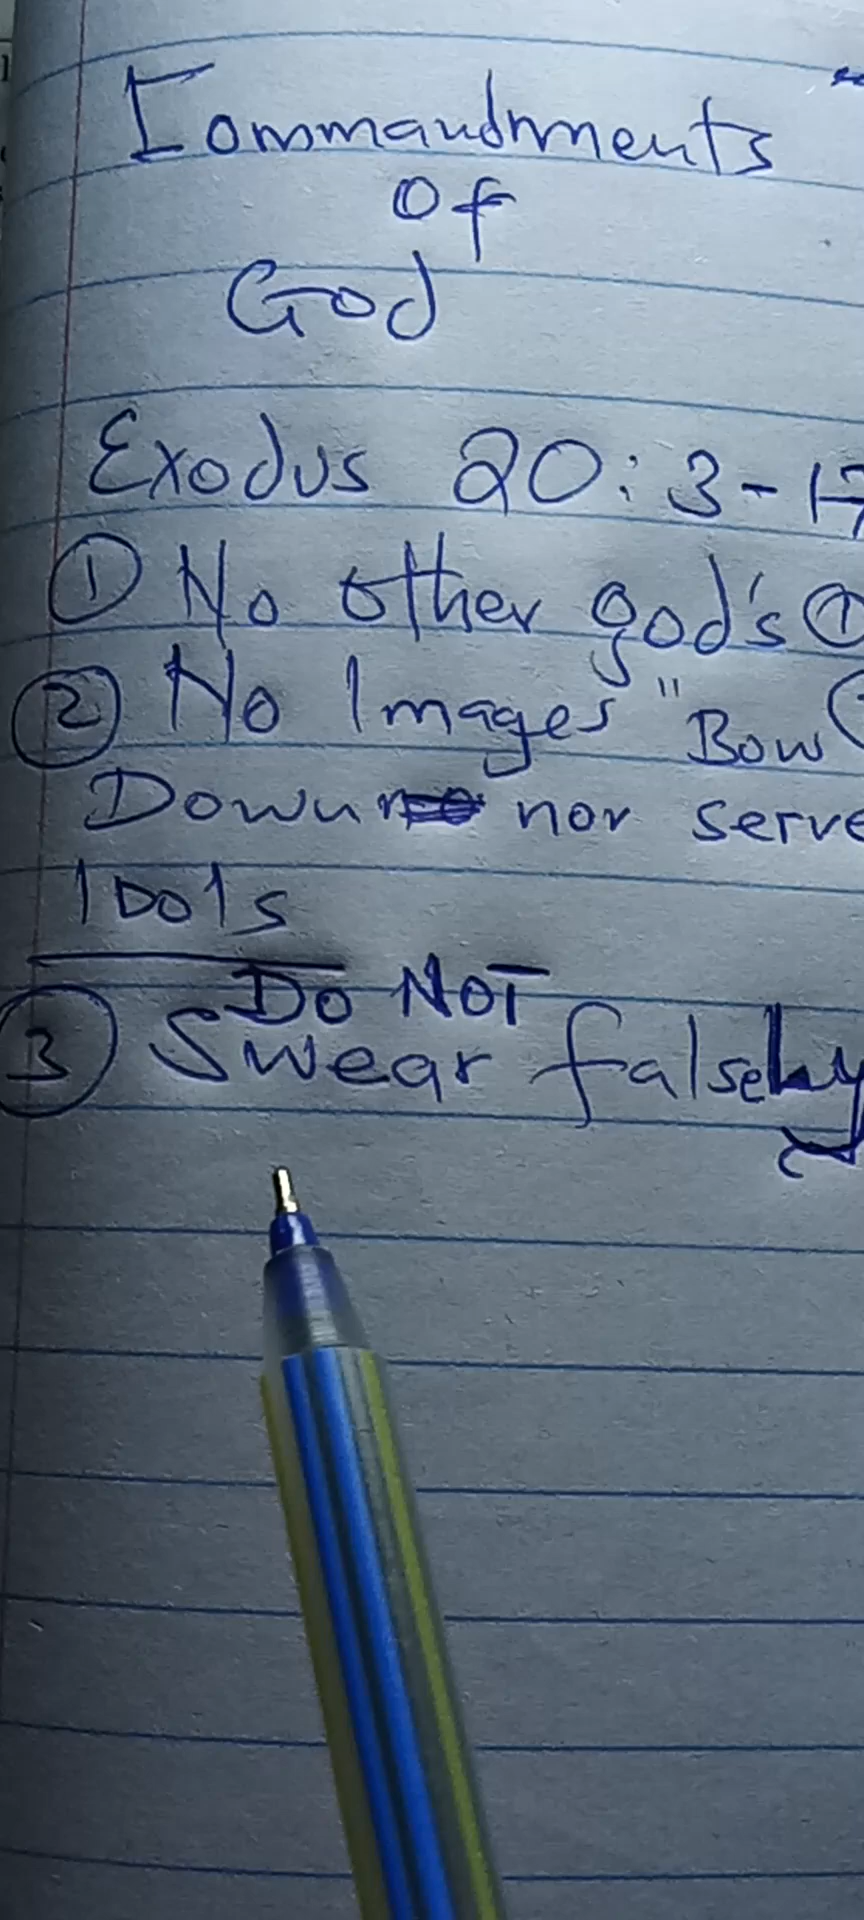 Commandments
Of
God
Exodus 20:3-17
① No other god's ①
② No Images "Bow
Down nor serve
IDols
Do NOT
③ Swear falsely